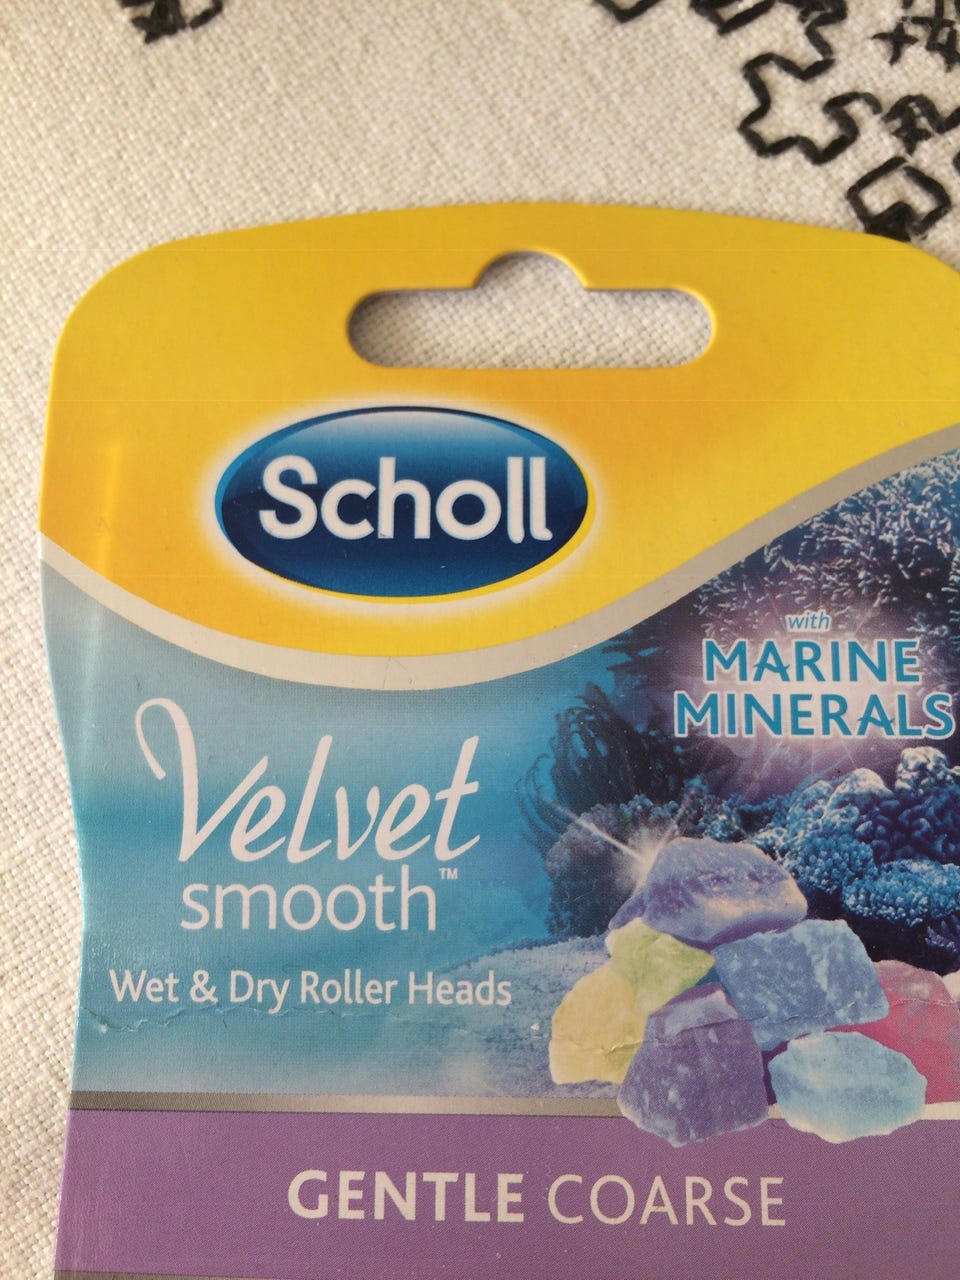 Scholl
with
MARINE
MINERALS
Velvet
smooth™
Wet & Dry Roller Heads
GENTLE COARSE